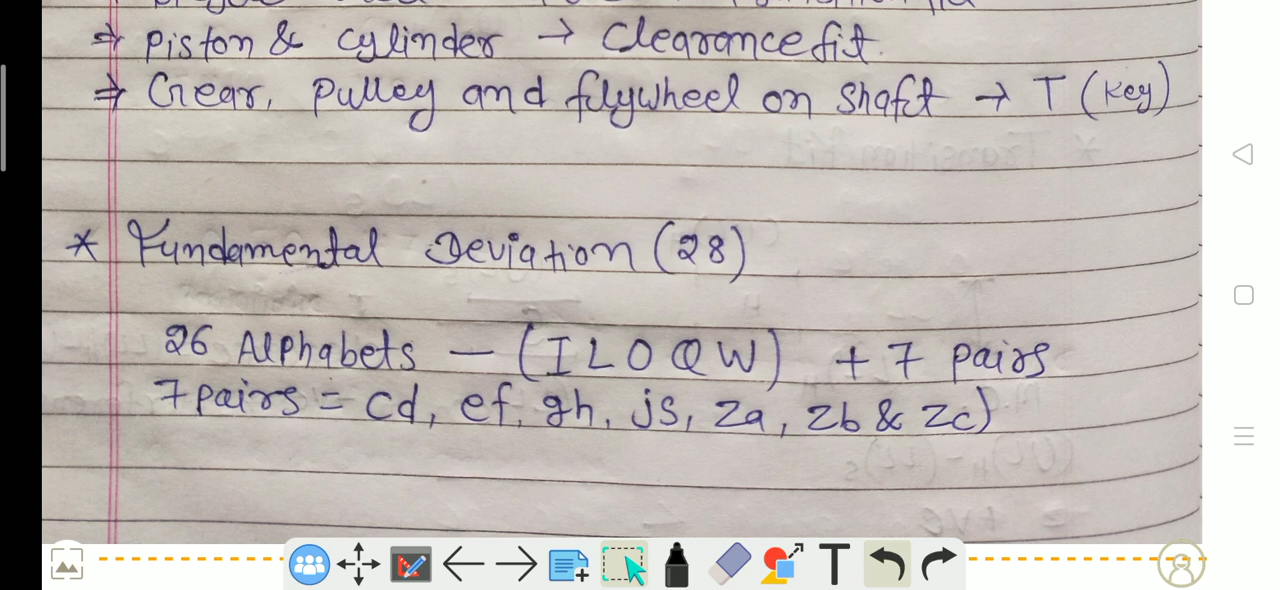 ⇒ Piston & cylinder → Clearance fit.
⇒ Gear, Pulley and flywheel on shaft → T (Key)
* Fundamental Deviation (28)
26 Alphabets — (I L O Q W) + 7 pairs
7 pairs = cd, ef, gh, js, za, zb & zc)
T